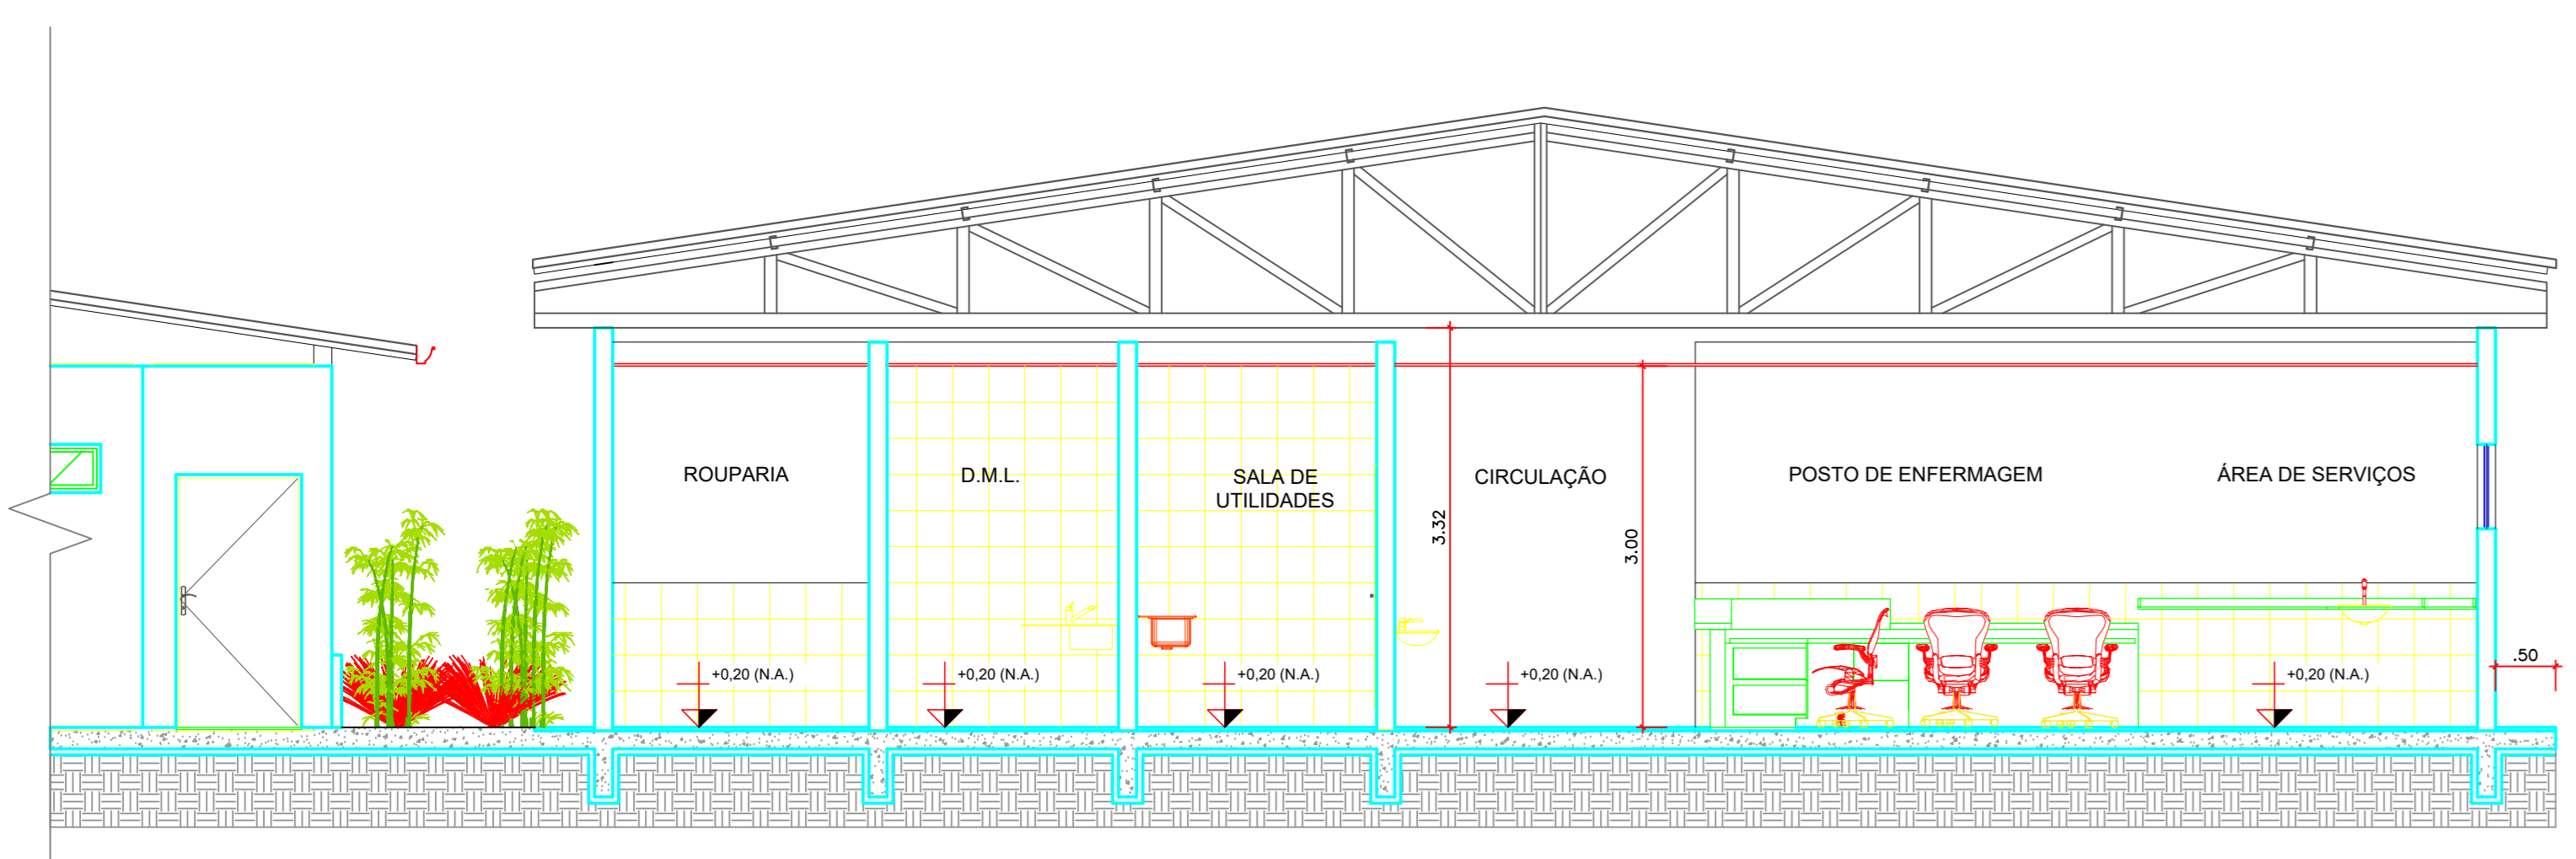 ROUPARIA
D.M.L.
SALA DE
UTILIDADES
CIRCULAÇÃO
POSTO DE ENFERMAGEM
ÁREA DE SERVIÇOS
3.32
3.00
.50
+0,20 (N.A.)
+0,20 (N.A.)
+0,20 (N.A.)
+0,20 (N.A.)
+0,20 (N.A.)